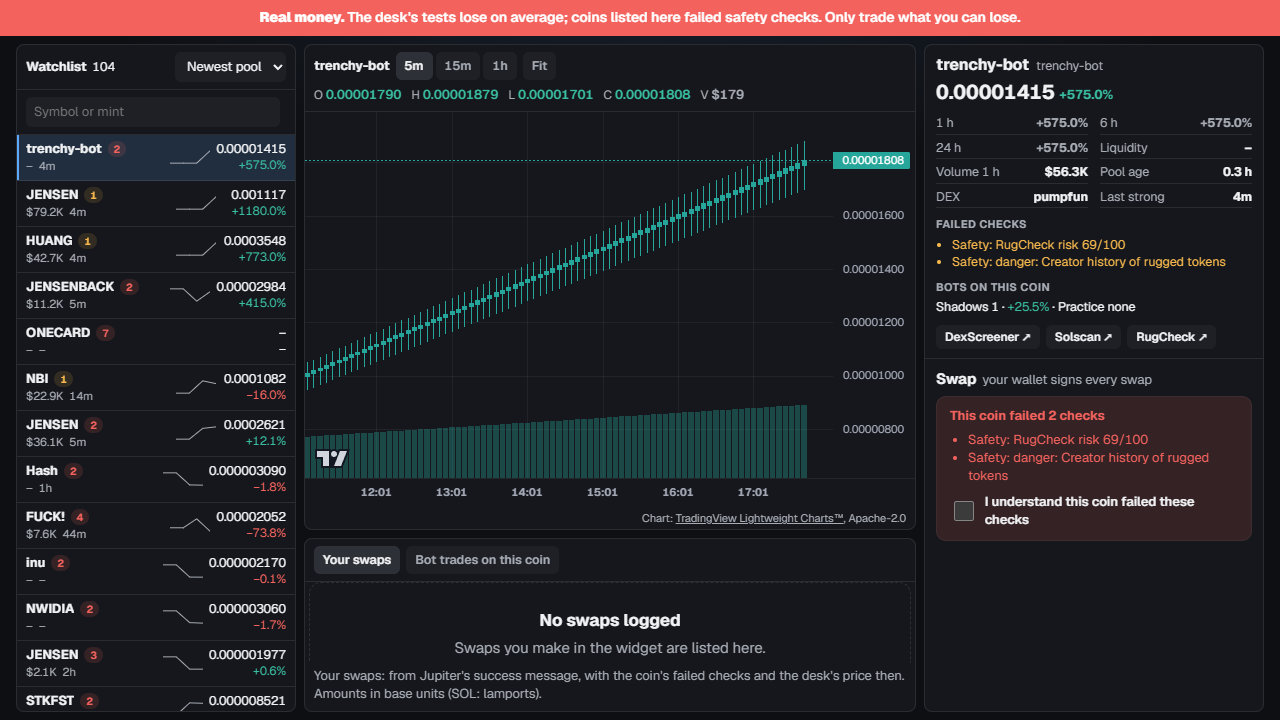 Real money. The desk's tests lose on average; coins listed here failed safety checks. Only trade what you can lose.
Watchlist 104 Newest pool
Symbol or mint
trenchy-bot 2 0.00001415
– 4m +575.0%
JENSEN 1 0.001117
$79.2K 4m +1180.0%
HUANG 1 0.0003548
$42.7K 4m +773.0%
JENSENBACK 2 0.00002984
$11.2K 5m +415.0%
ONECARD 7 –
– – –
NBI 1 0.0001082
$22.9K 14m −16.0%
JENSEN 2 0.0002621
$36.1K 5m +12.1%
Hash 2 0.000003090
– 1h −1.8%
FUCK! 4 0.00002052
$7.6K 44m −73.8%
inu 2 0.000002170
– – −0.1%
NWIDIA 2 0.000003060
– – −1.7%
JENSEN 3 0.000001977
$2.1K 2h +0.6%
STKFST 2 0.000008521
trenchy-bot 5m 15m 1h Fit
O 0.00001790 H 0.00001879 L 0.00001701 C 0.00001808 V $179
0.00001808
0.00001600
0.00001400
0.00001200
0.00001000
0.00000800
12:01 13:01 14:01 15:01 16:01 17:01
Chart: TradingView Lightweight Charts™, Apache-2.0
Your swaps Bot trades on this coin
No swaps logged
Swaps you make in the widget are listed here.
Your swaps: from Jupiter's success message, with the coin's failed checks and the desk's price then.
Amounts in base units (SOL: lamports).
trenchy-bot trenchy-bot
0.00001415 +575.0%
1 h +575.0% 6 h +575.0%
24 h +575.0% Liquidity –
Volume 1 h $56.3K Pool age 0.3 h
DEX pumpfun Last strong 4m
FAILED CHECKS
• Safety: RugCheck risk 69/100
• Safety: danger: Creator history of rugged tokens
BOTS ON THIS COIN
Shadows 1 · +25.5% · Practice none
DexScreener ↗ Solscan ↗ RugCheck ↗
Swap your wallet signs every swap
This coin failed 2 checks
• Safety: RugCheck risk 69/100
• Safety: danger: Creator history of rugged
tokens
I understand this coin failed these
checks